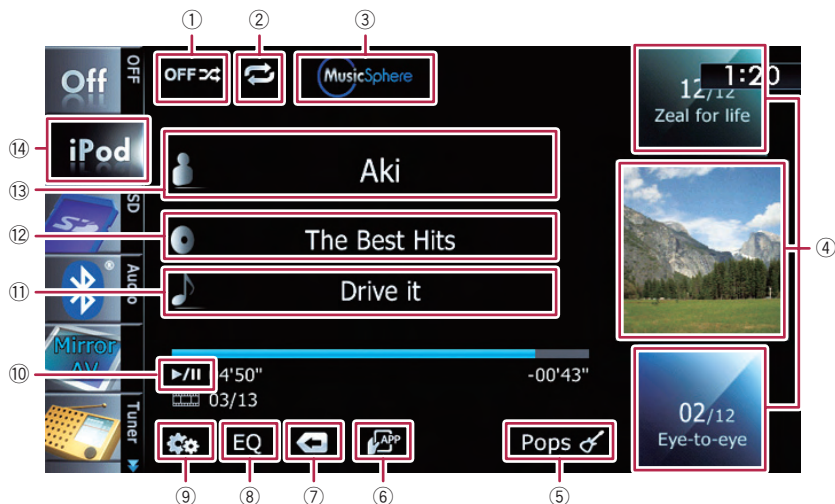 ① ② ③
Off
OFF
OFF
MusicSphere
1:20
12/12
Zeal for life
⑭
iPod
Aki
⑬
④
SD
⑫
The Best Hits
Audio
⑪
Drive it
Mirror
AV
⑩
4'50"
-00'43"
03/13
02/12
Eye-to-eye
Tuner
EQ
APP
Pops
⑨ ⑧ ⑦ ⑥ ⑤